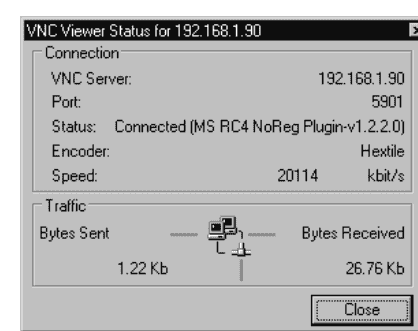 VNC Viewer Status for 192.168.1.90
Connection
VNC Server: 192.168.1.90
Port: 5901
Status: Connected (MS RC4 NoReg Plugin-v1.2.2.0)
Encoder: Hextile
Speed: 20114 kbit/s
Traffic
Bytes Sent Bytes Received
1.22 Kb 26.76 Kb
Close